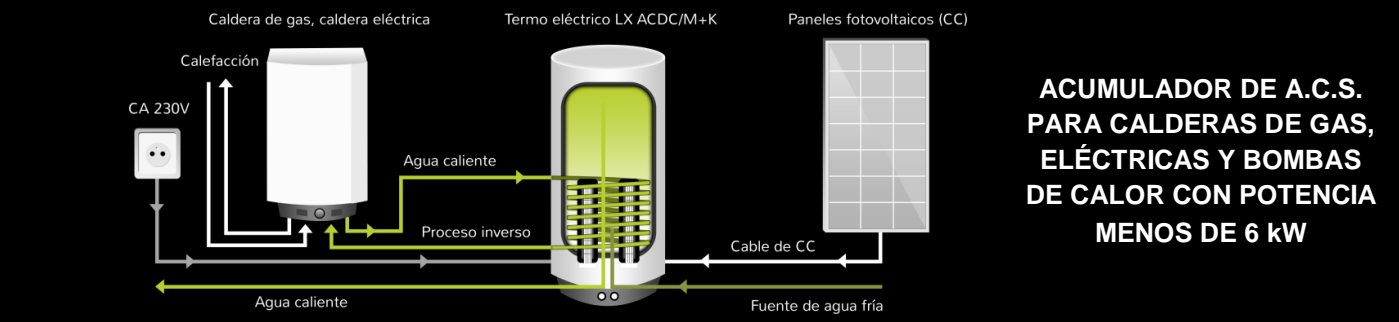 Caldera de gas, caldera eléctrica
Termo eléctrico LX ACDC/M+K
Paneles fotovoltaicos (CC)
Calefacción
CA 230V
Agua caliente
Proceso inverso
Cable de CC
Agua caliente
Fuente de agua fría
ACUMULADOR DE A.C.S.
PARA CALDERAS DE GAS,
ELÉCTRICAS Y BOMBAS
DE CALOR CON POTENCIA
MENOS DE 6 kW